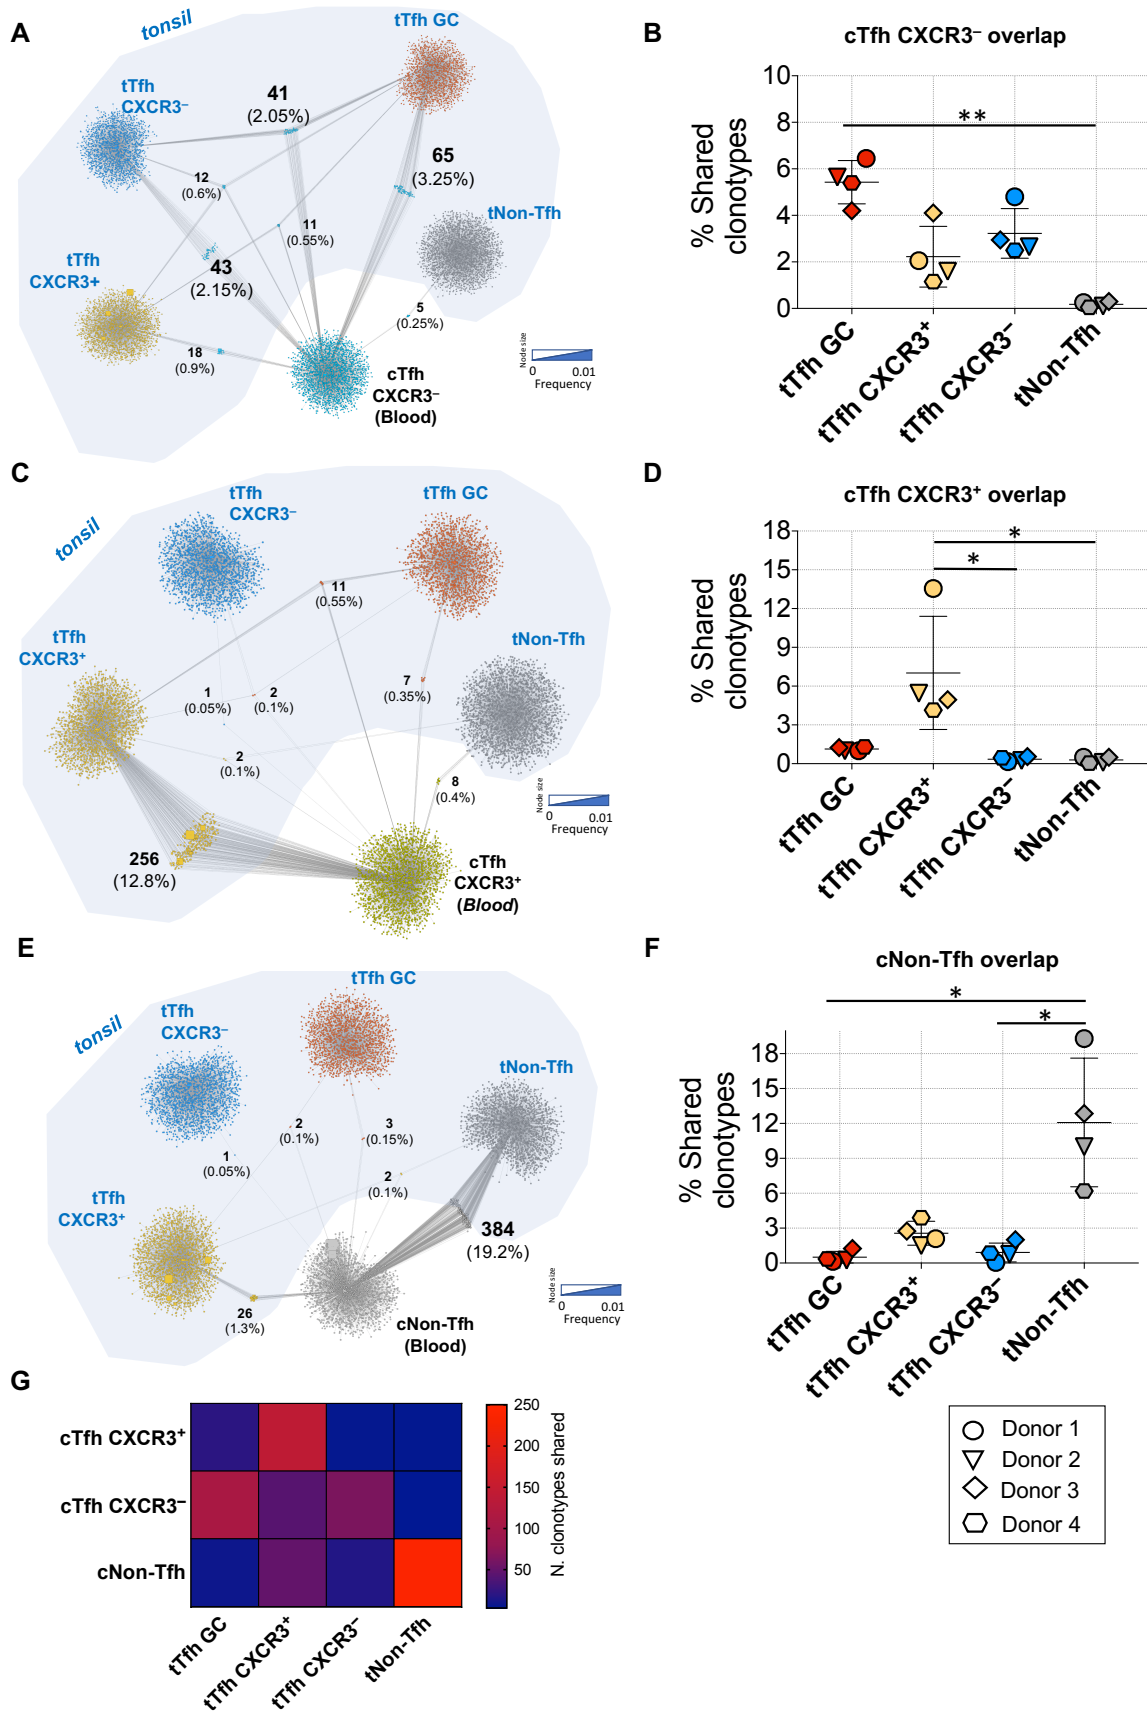 A
tonsil
tTfh GC
tTfh
CXCR3–
41
(2.05%)
12
(0.6%)
65
(3.25%)
tNon-Tfh
11
(0.55%)
tTfh
CXCR3+
43
(2.15%)
5
(0.25%)
18
(0.9%)
cTfh
CXCR3–
(Blood)
Node size
0 0.01
Frequency
B
cTfh CXCR3– overlap
% Shared
clonotypes
10
8
6
4
2
0
**
tTfh GC
tTfh CXCR3+
tTfh CXCR3–
tNon-Tfh
C
tonsil
tTfh
CXCR3–
tTfh GC
11
(0.55%)
tTfh
CXCR3+
tNon-Tfh
1
(0.05%)
2
(0.1%)
7
(0.35%)
2
(0.1%)
8
(0.4%)
256
(12.8%)
cTfh
CXCR3+
(Blood)
Node size
0 0.01
Frequency
D
cTfh CXCR3+ overlap
% Shared
clonotypes
18
15
12
9
6
3
0
*
*
tTfh GC
tTfh CXCR3+
tTfh CXCR3–
tNon-Tfh
E
tonsil
tTfh GC
tTfh
CXCR3–
tNon-Tfh
2
(0.1%)
3
(0.15%)
1
(0.05%)
2
(0.1%)
tTfh
CXCR3+
384
(19.2%)
26
(1.3%)
cNon-Tfh
(Blood)
Node size
0 0.01
Frequency
F
cNon-Tfh overlap
% Shared
clonotypes
18
15
12
9
6
3
0
*
*
tTfh GC
tTfh CXCR3+
tTfh CXCR3–
tNon-Tfh
G
cTfh CXCR3+
cTfh CXCR3–
cNon-Tfh
tTfh GC
tTfh CXCR3+
tTfh CXCR3–
tNon-Tfh
250
200
150
100
50
N. clonotypes shared
Donor 1
Donor 2
Donor 3
Donor 4